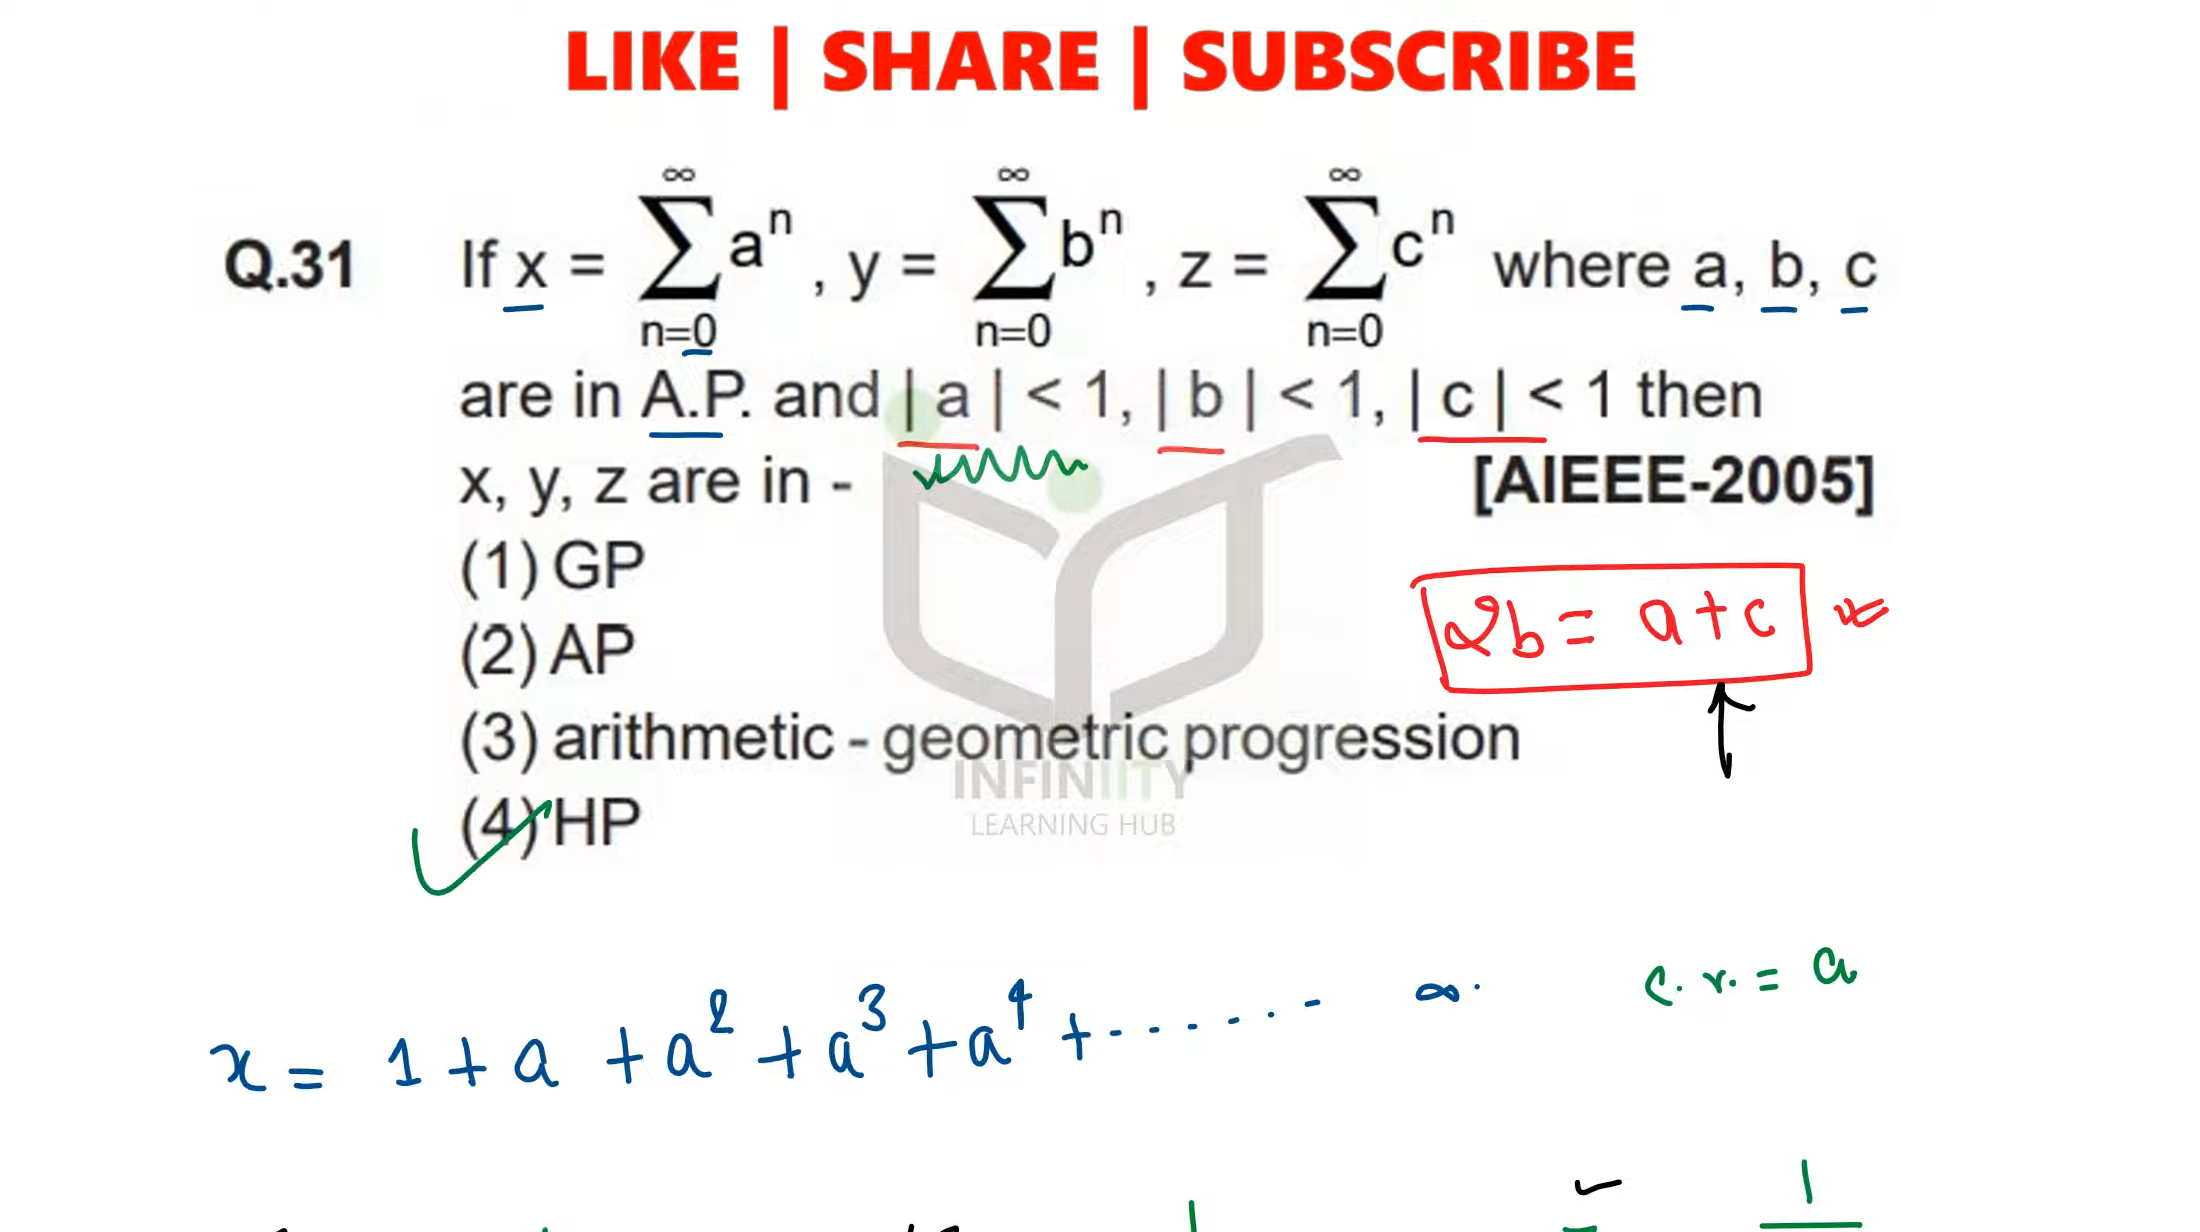 LIKE | SHARE | SUBSCRIBE
Q.31 If x = ∑_{n=0}^{∞} aⁿ , y = ∑_{n=0}^{∞} bⁿ , z = ∑_{n=0}^{∞} cⁿ where a, b, c
are in A.P. and | a | < 1, | b | < 1, | c | < 1 then
x, y, z are in - [AIEEE-2005]
(1) GP
2b = a+c
(2) AP
(3) arithmetic - geometric progression
INFINIITY
LEARNING HUB
(4) HP
c.r. = a
x = 1 + a + a² + a³ + a⁴ + ...... ∞.